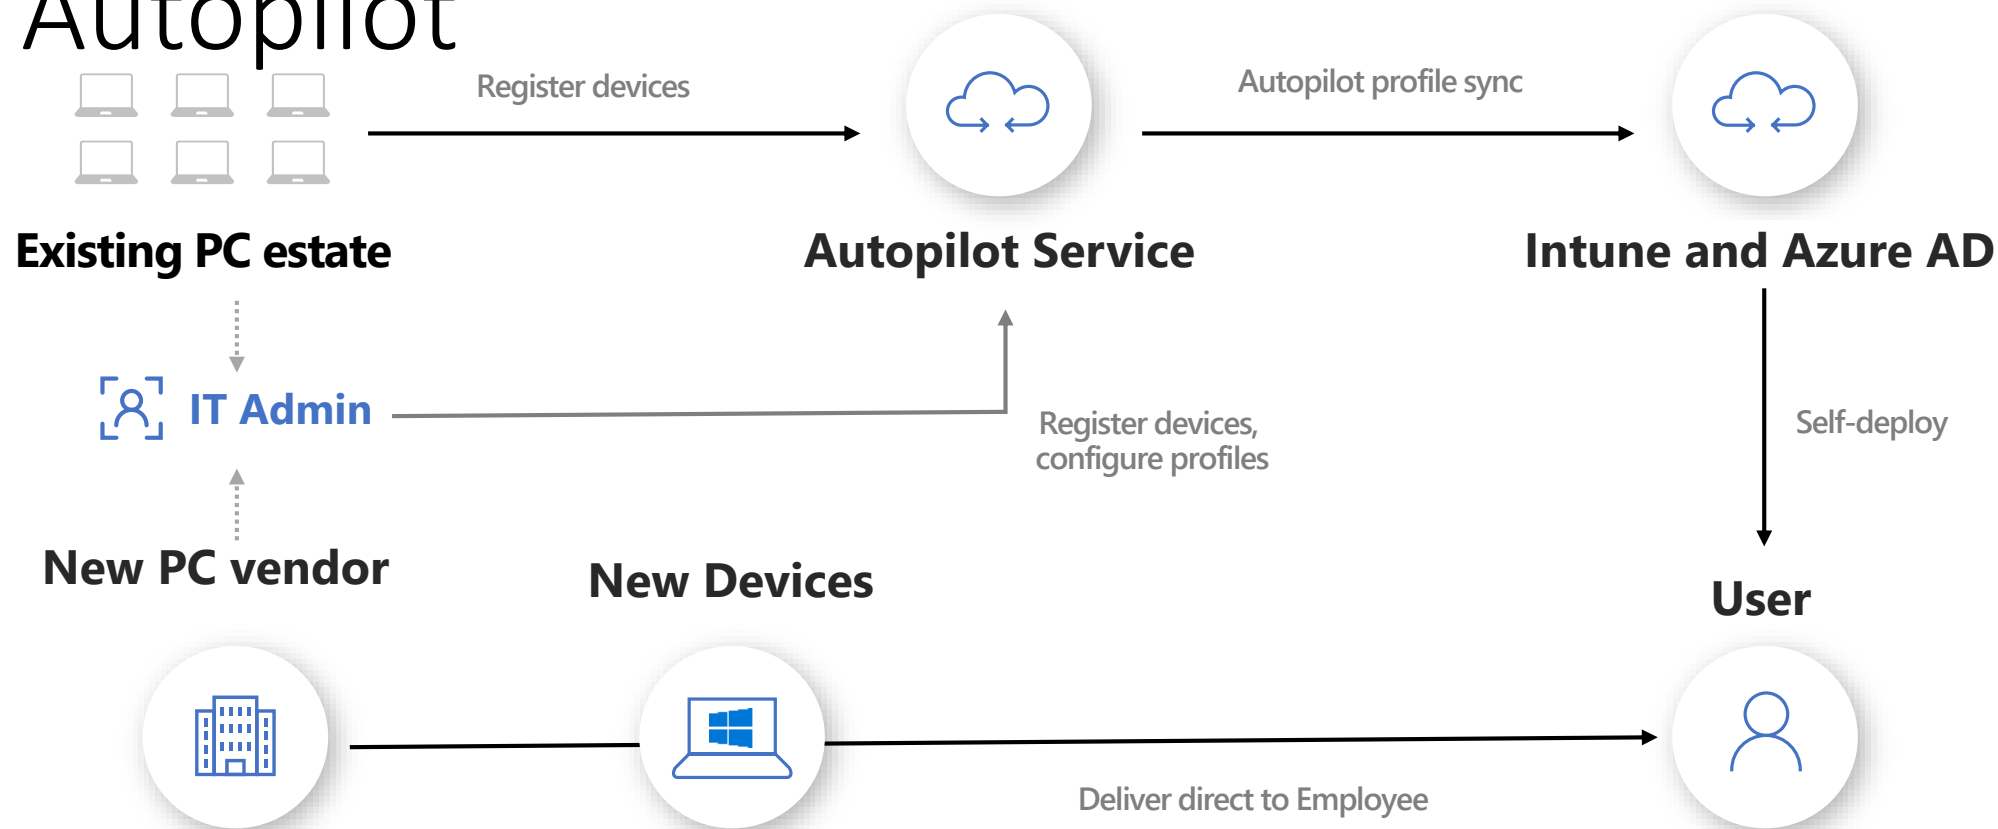 Autopilot
Register devices
Autopilot profile sync
Existing PC estate
Autopilot Service
Intune and Azure AD
IT Admin
Register devices,
configure profiles
Self-deploy
New PC vendor
New Devices
User
Deliver direct to Employee